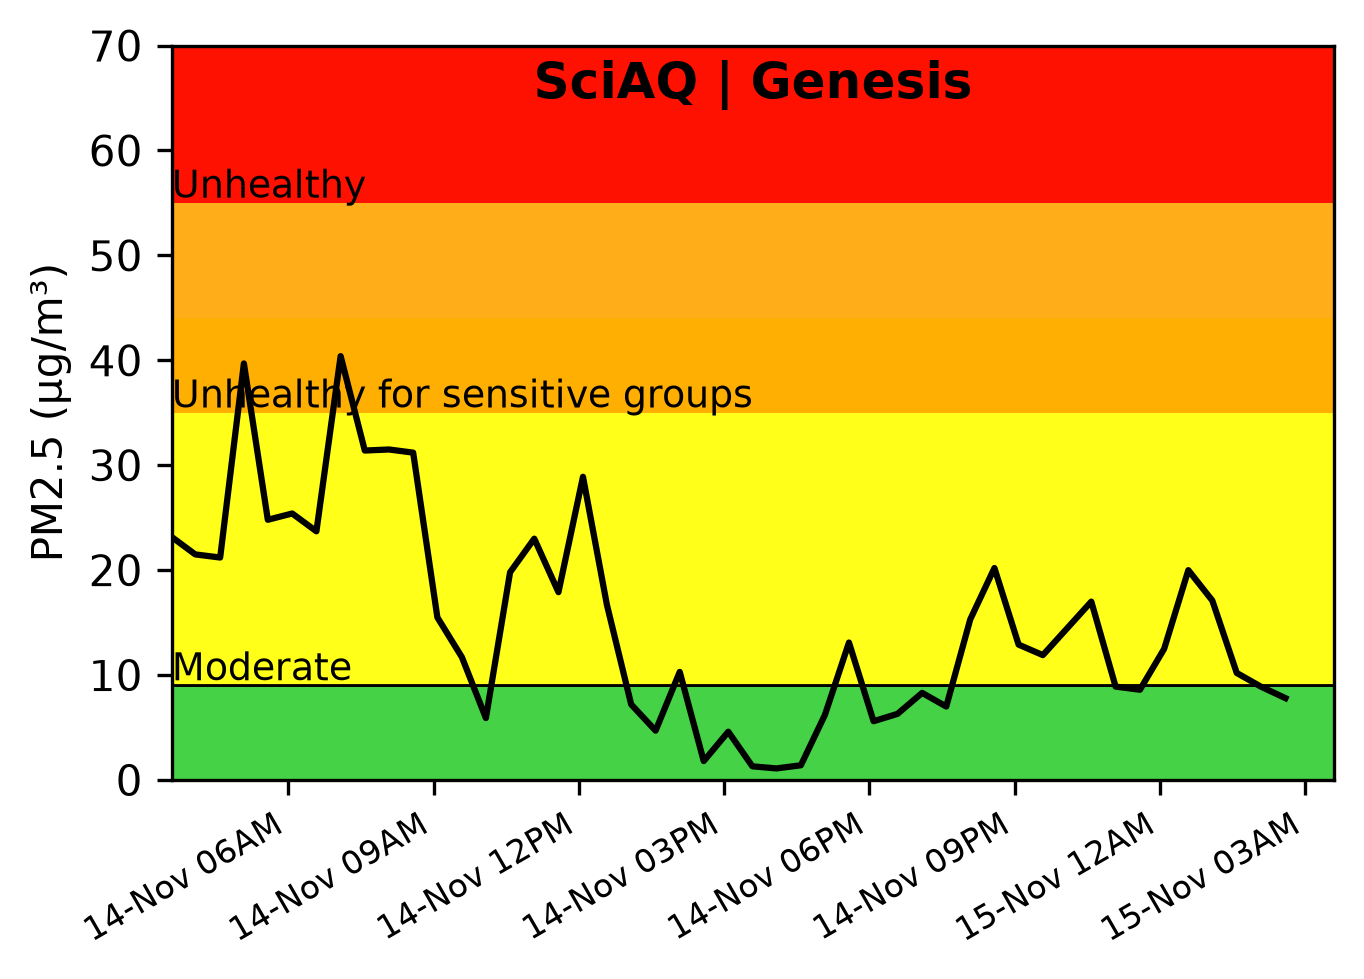 SciAQ | Genesis
PM2.5 (µg/m³)
70
60
50
40
30
20
10
0
Unhealthy
Unhealthy for sensitive groups
Moderate
14-Nov 06AM
14-Nov 09AM
14-Nov 12PM
14-Nov 03PM
14-Nov 06PM
14-Nov 09PM
15-Nov 12AM
15-Nov 03AM